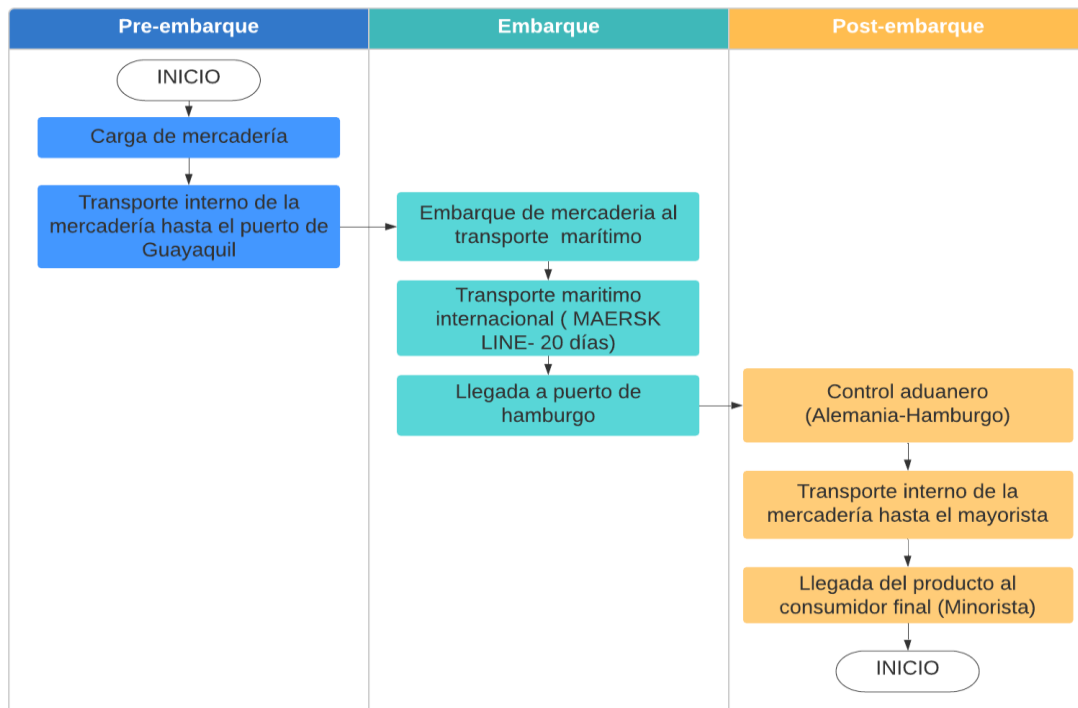 Pre-embarque
Embarque
Post-embarque
INICIO
Carga de mercadería
Transporte interno de la
mercadería hasta el puerto de
Guayaquil
Embarque de mercaderia al
transporte  marítimo
Transporte maritimo
internacional ( MAERSK
LINE- 20 días)
Llegada a puerto de
hamburgo
Control aduanero
(Alemania-Hamburgo)
Transporte interno de la
mercadería hasta el mayorista
Llegada del producto al
consumidor final (Minorista)
INICIO